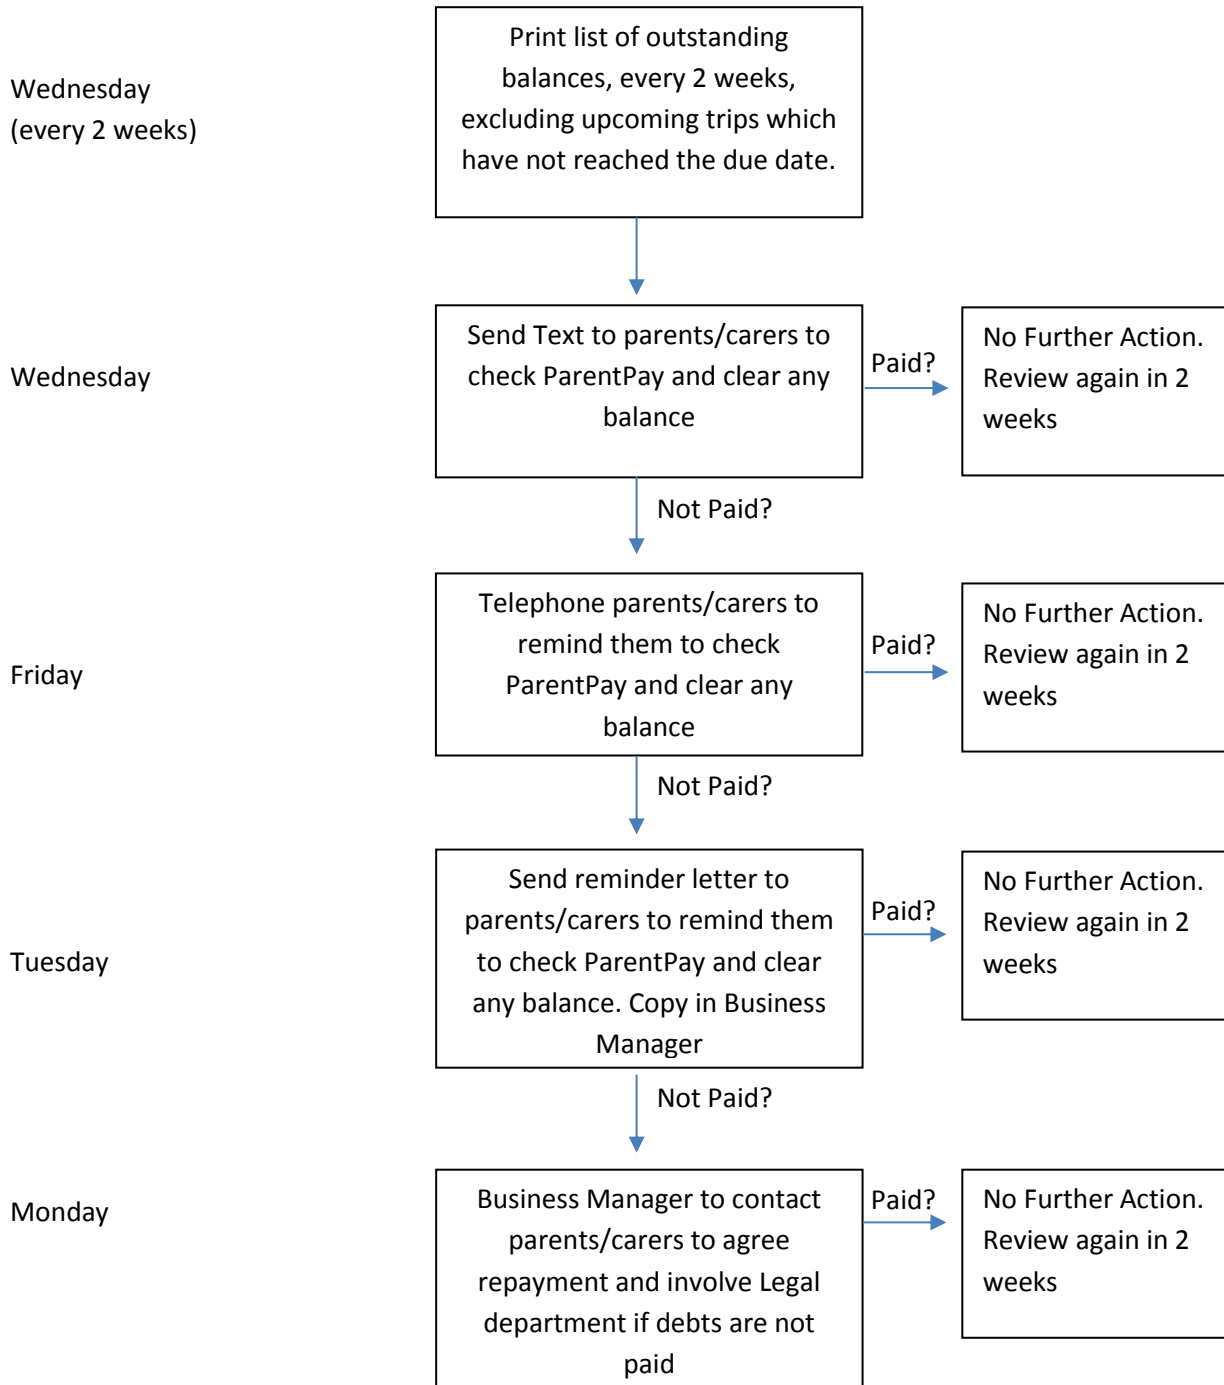 Wednesday
(every 2 weeks)
Print list of outstanding
balances, every 2 weeks,
excluding upcoming trips which
have not reached the due date.
Wednesday
Send Text to parents/carers to
check ParentPay and clear any
balance
Paid?
No Further Action.
Review again in 2
weeks
Not Paid?
Friday
Telephone parents/carers to
remind them to check
ParentPay and clear any
balance
Paid?
No Further Action.
Review again in 2
weeks
Not Paid?
Tuesday
Send reminder letter to
parents/carers to remind them
to check ParentPay and clear
any balance. Copy in Business
Manager
Paid?
No Further Action.
Review again in 2
weeks
Not Paid?
Monday
Business Manager to contact
parents/carers to agree
repayment and involve Legal
department if debts are not
paid
Paid?
No Further Action.
Review again in 2
weeks